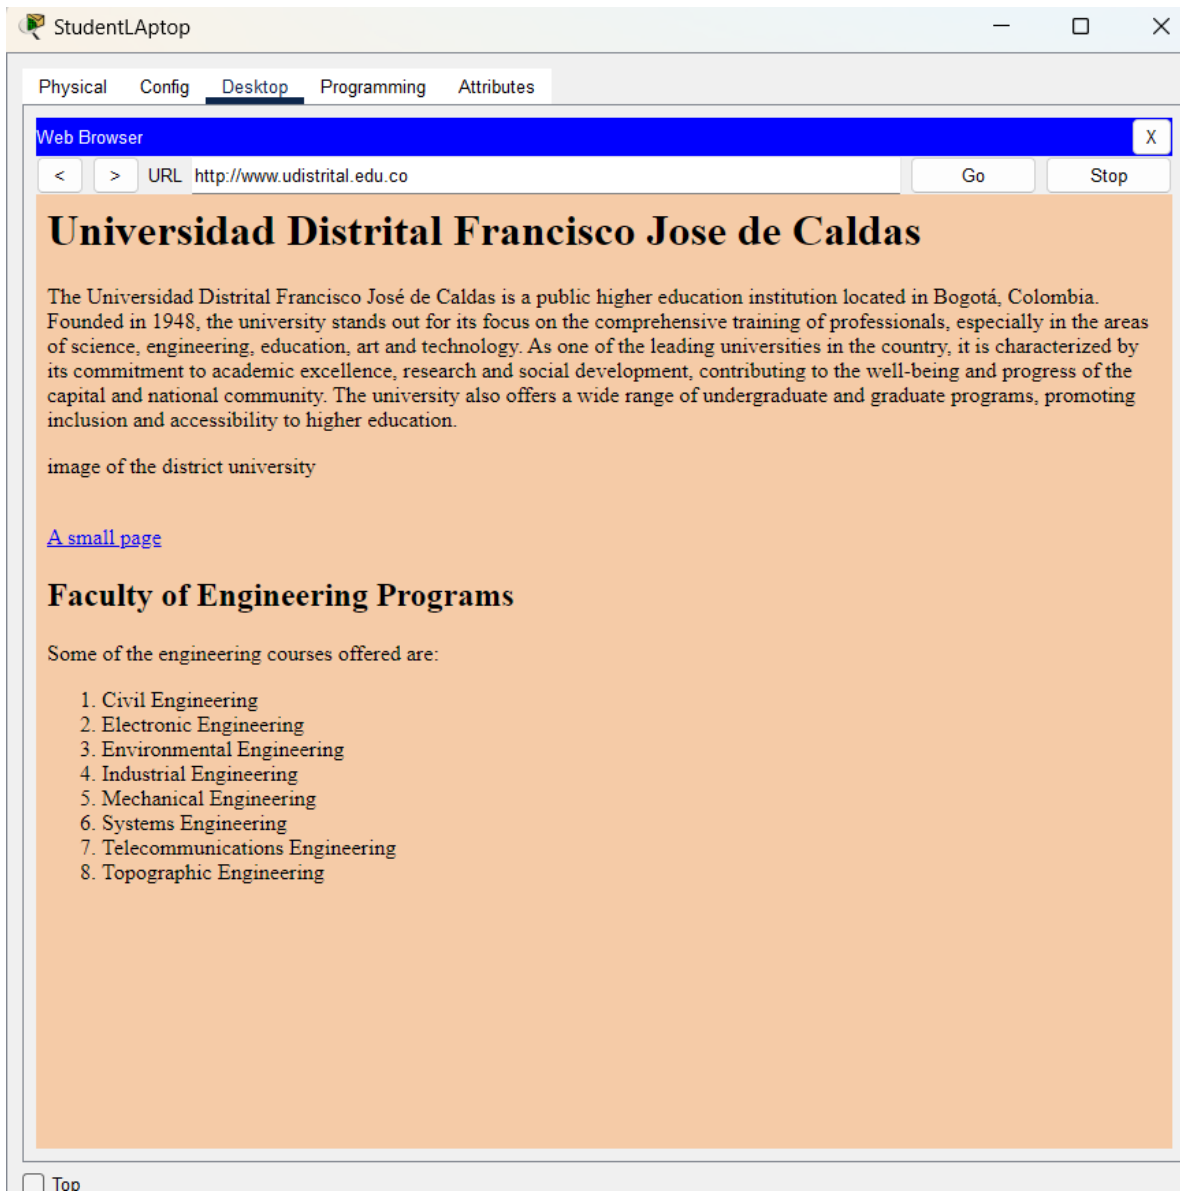 StudentLAptop
Physical Config Desktop Programming Attributes
Web Browser X
< > URL http://www.udistrital.edu.co Go Stop
Universidad Distrital Francisco Jose de Caldas
The Universidad Distrital Francisco José de Caldas is a public higher education institution located in Bogotá, Colombia.
Founded in 1948, the university stands out for its focus on the comprehensive training of professionals, especially in the areas
of science, engineering, education, art and technology. As one of the leading universities in the country, it is characterized by
its commitment to academic excellence, research and social development, contributing to the well-being and progress of the
capital and national community. The university also offers a wide range of undergraduate and graduate programs, promoting
inclusion and accessibility to higher education.
image of the district university
A small page
Faculty of Engineering Programs
Some of the engineering courses offered are:
1. Civil Engineering
2. Electronic Engineering
3. Environmental Engineering
4. Industrial Engineering
5. Mechanical Engineering
6. Systems Engineering
7. Telecommunications Engineering
8. Topographic Engineering
Top